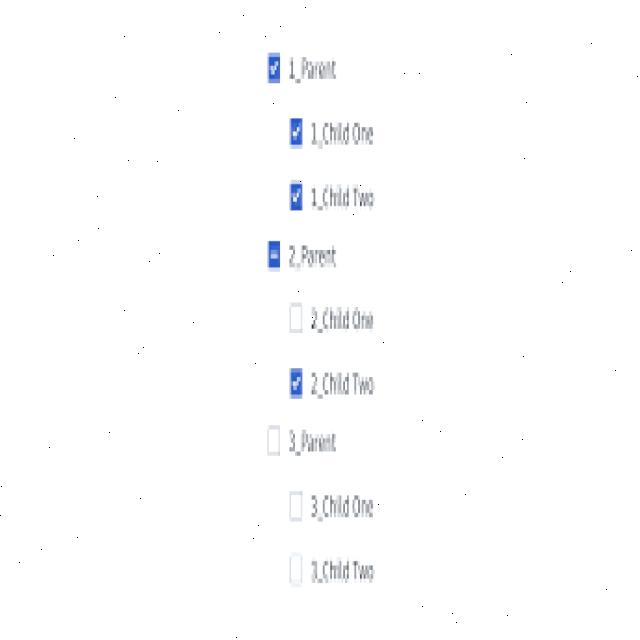 1_Parent
1_Child One
1_Child Two
2_Parent
2_Child One
2_Child Two
3_Parent
3_Child One
3_Child Two